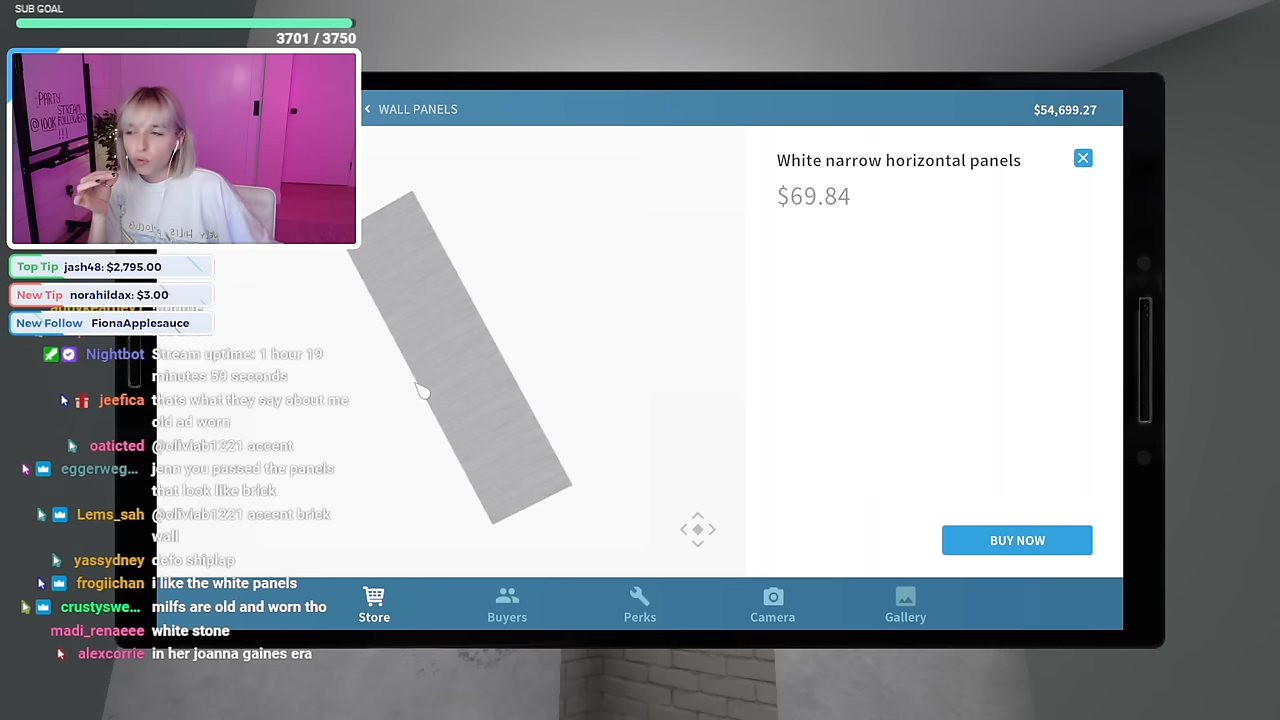 SUB GOAL
3701 / 3750
PARTY
STREAM
@100K FOLLOWERS
!!!
WALL PANELS
$54,699.27
White narrow horizontal panels
$69.84
Top Tip jash48: $2,795.00
New Tip norahildax: $3.00
New Follow FionaApplesauce
Nightbot Stream uptime: 1 hour 19
minutes 59 seconds
jeefica thats what they say about me
old ad worn
oaticted @oliviab1221 accent
eggerweg... jenn you passed the panels
that look like brick
Lems_sah @oliviab1221 accent brick
wall
yassydney defo shiplap
frogiichan i like the white panels
crustyswe... milfs are old and worn tho
madi_renaeee white stone
alexcorrie in her joanna gaines era
BUY NOW
Store
Buyers
Perks
Camera
Gallery